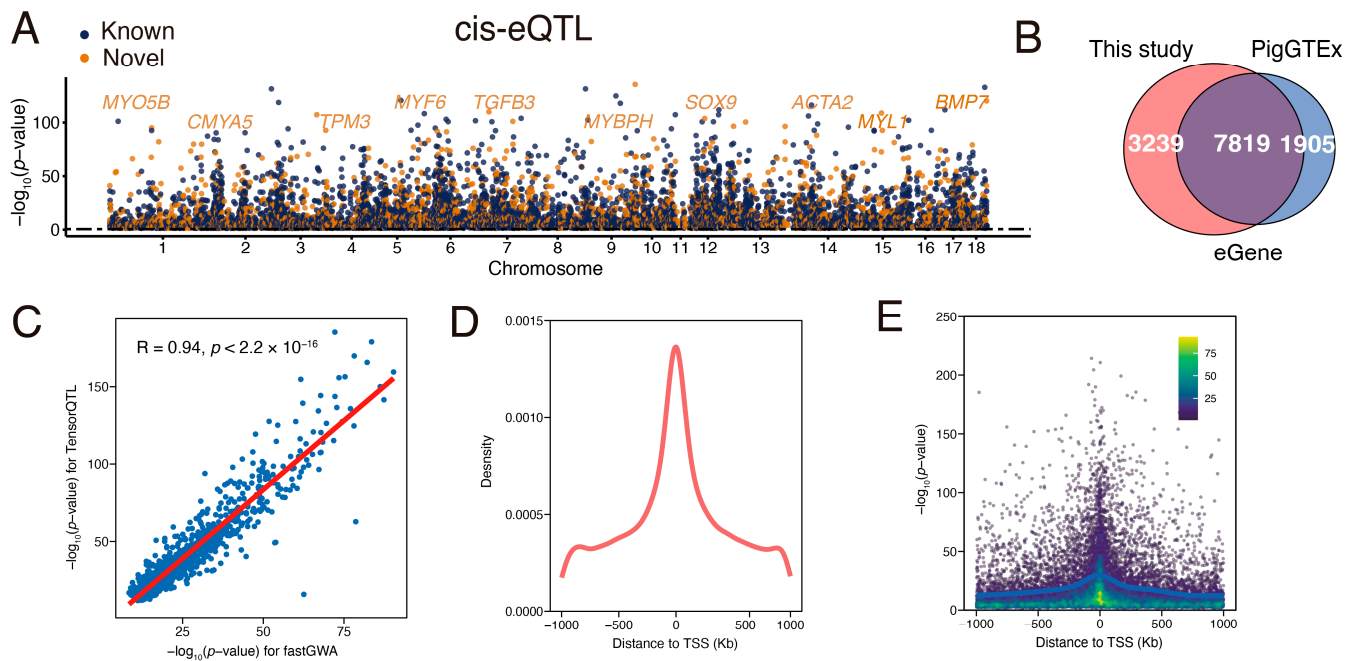 A
Known
Novel
cis-eQTL
−log10(p−value)
100
50
0
MYO5B
CMYA5
TPM3
MYF6
TGFB3
MYBPH
SOX9
ACTA2
MYL1
BMP7
1 2 3 4 5 6 7 8 9 10 11 12 13 14 15 16 17 18
Chromosome
B
This study PigGTEx
3239 7819 1905
eGene
C
R = 0.94, p < 2.2 × 10−16
−log10(p−value) for TensorQTL
150
100
50
25 50 75
−log10(p−value) for fastGWA
D
Desnsity
0.0015
0.0010
0.0005
0.0000
−1000 −500 0 500 1000
Distance to TSS (Kb)
E
−log10(p−value)
250
200
150
100
50
0
75
50
25
−1000 −500 0 500 1000
Distance to TSS (Kb)